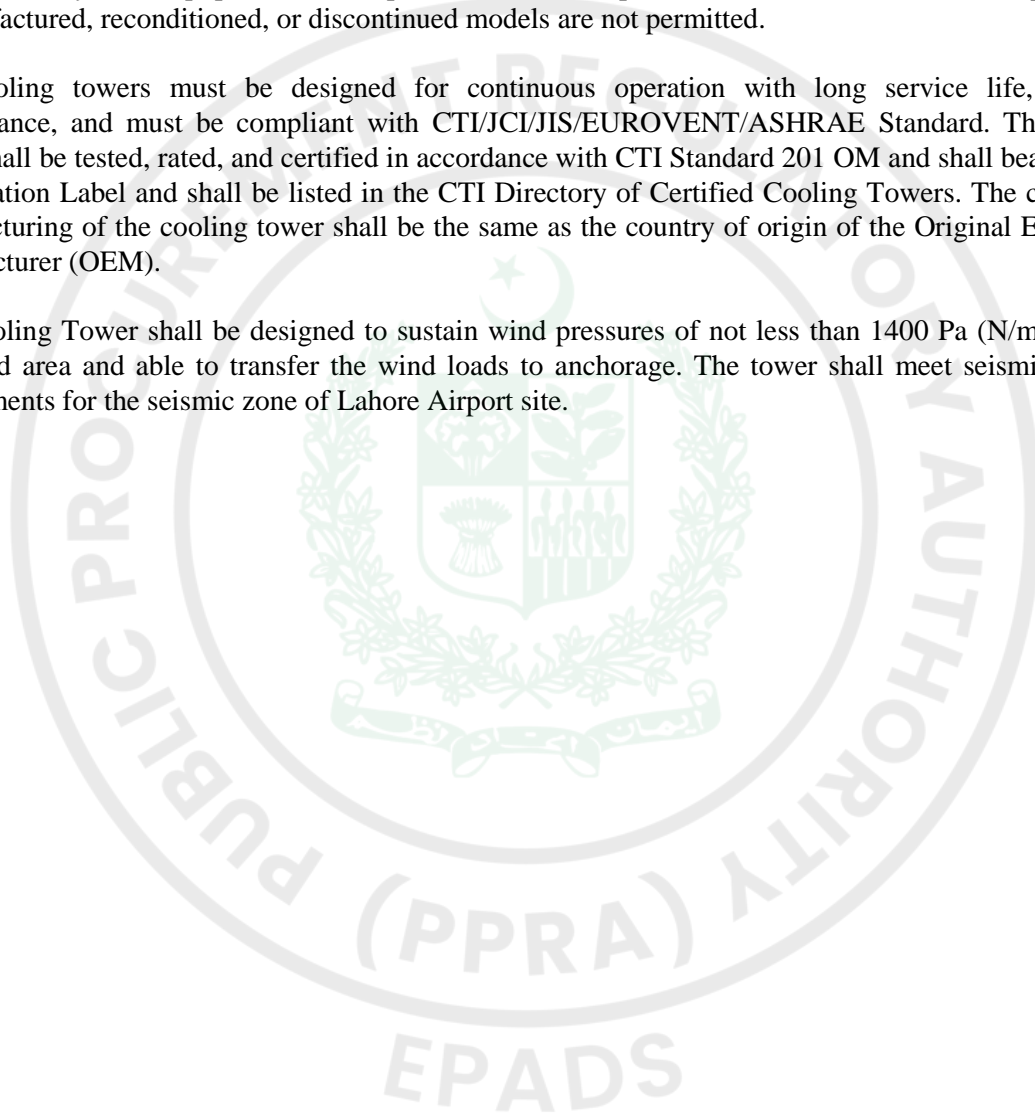 factured, reconditioned, or discontinued models are not permitted.
oling towers must be designed for continuous operation with long service life,
ance, and must be compliant with CTI/JCI/JIS/EUROVENT/ASHRAE Standard. Th
hall be tested, rated, and certified in accordance with CTI Standard 201 OM and shall bea
ation Label and shall be listed in the CTI Directory of Certified Cooling Towers. The c
cturing of the cooling tower shall be the same as the country of origin of the Original E
cturer (OEM).
oling Tower shall be designed to sustain wind pressures of not less than 1400 Pa (N/m
d area and able to transfer the wind loads to anchorage. The tower shall meet seismi
ments for the seismic zone of Lahore Airport site.
PUBLIC PROCUREMENT REGULATORY AUTHORITY
(PPRA)
EPADS